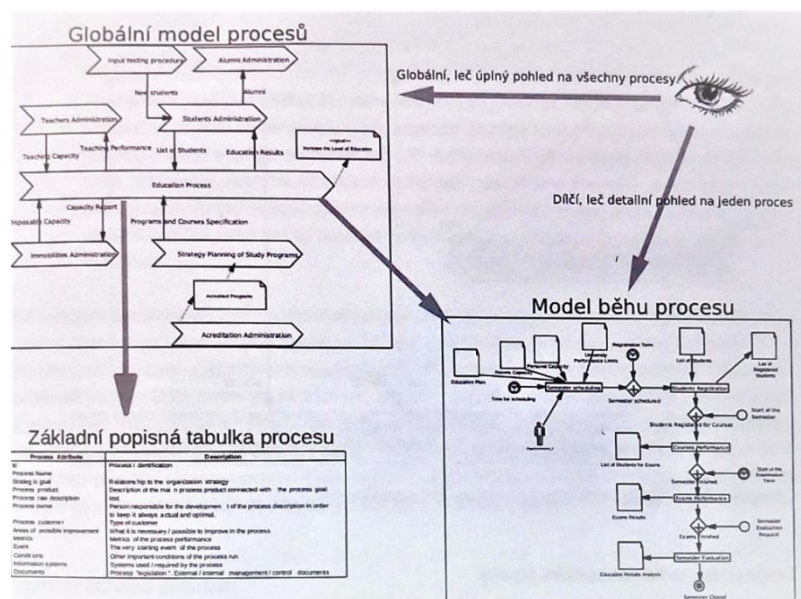 Globální model procesů
Input testing procedure
Alumni Administration
Globální, leč úplný pohled na všechny procesy
New students
Alumni
Teachers Administration
Students Administration
Teaching Capacity
Teaching Performance
List of Students
Education Results
Increase the Level of Education
Education Process
Capacity Report
Programs and Courses
Dílčí, leč detailní pohled na jeden proces
Immobilities Administration
Strategy Planning of Study Programs
Acredited Programs
Acreditation Administration
Model běhu procesu
Registration Term
University
Performance Limits
Personal Capacity
Rooms Capacity
Education Plan
List of Students
List of
Registered
Students
Time for scheduling
Semester scheduling
Semester scheduled
Students Registration
Start of the
Semester
Students Registered for Courses
Courses Performance
List of Students for Exams
Semester Finished
Start of the
Examination
Term
Exams Performance
Exam Results
Exams Finished
Semester
Evaluation
Request
Semester Evaluation
Education Results Analysis
Semester Closed
Základní popisná tabulka procesu
Process Attribute Description
Id Process identification
Process Name Text
Strategic goal Relationship to the organization strategy
Process product Description of the process product/intended state
Process raw description Text
Process owner Person responsible for the development of the process description in order
to keep it always actual and optimal.
Process customer Type of customer
Areas of possible improvement What it is necessary / possible to improve in the process
Metrics Metrics of the process performance
Event The very starting event of the process
Conditions Other important conditions of the process run
Information systems Systems used / required by the process
Documents Process "legislation". External / internal management / control documents